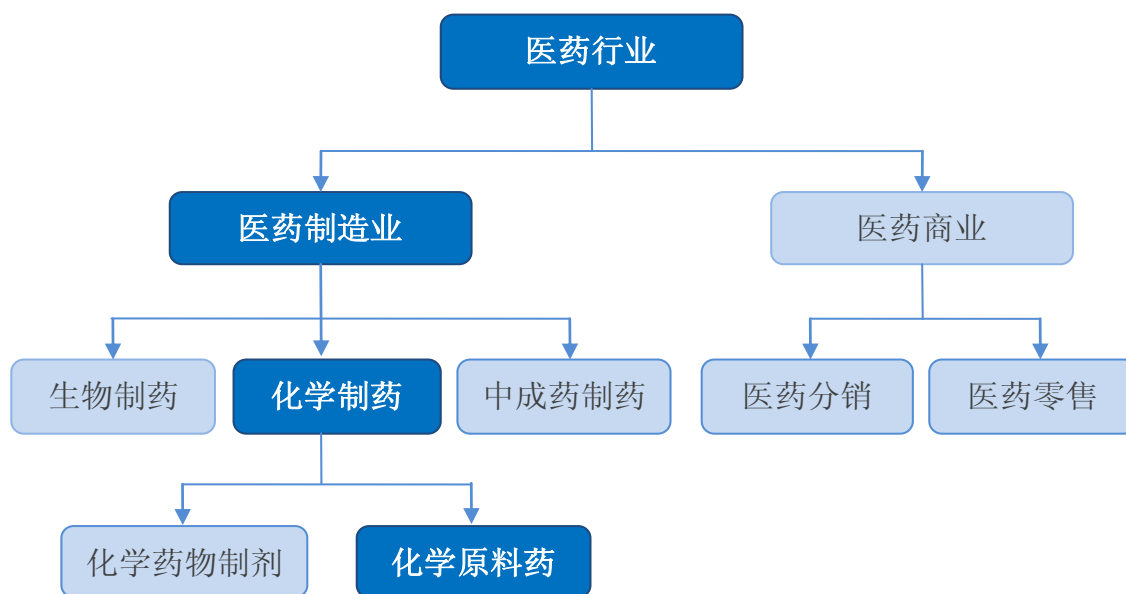 医药行业
医药制造业
医药商业
生物制药
化学制药
中成药制药
医药分销
医药零售
化学药物制剂
化学原料药